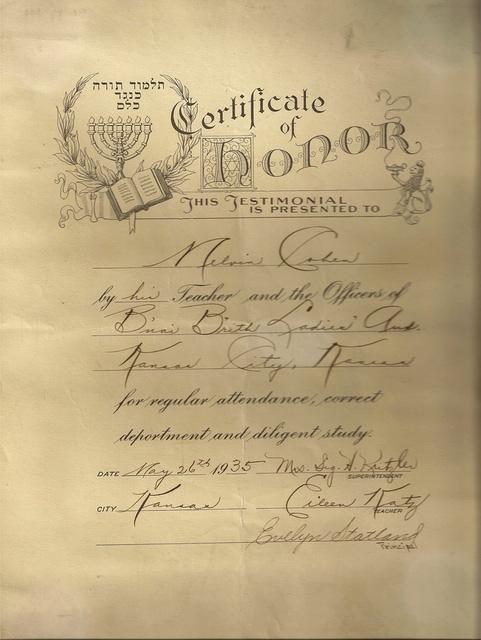 תלמוד תורה
כנגד
כלם
Certificate
of
HONOR
THIS TESTIMONIAL
IS PRESENTED TO
Melvin Cohen
by his Teacher and the Officers of
B'nai B'rith Ladies' Aux.
Kansas City, Kansas
for regular attendance, correct
deportment and diligent study.
DATE May 26th 1935 Mrs. Sig. H.
SUPERINTENDENT
CITY Kansas Eileen Katz
TEACHER
Evelyn Statland
Principal